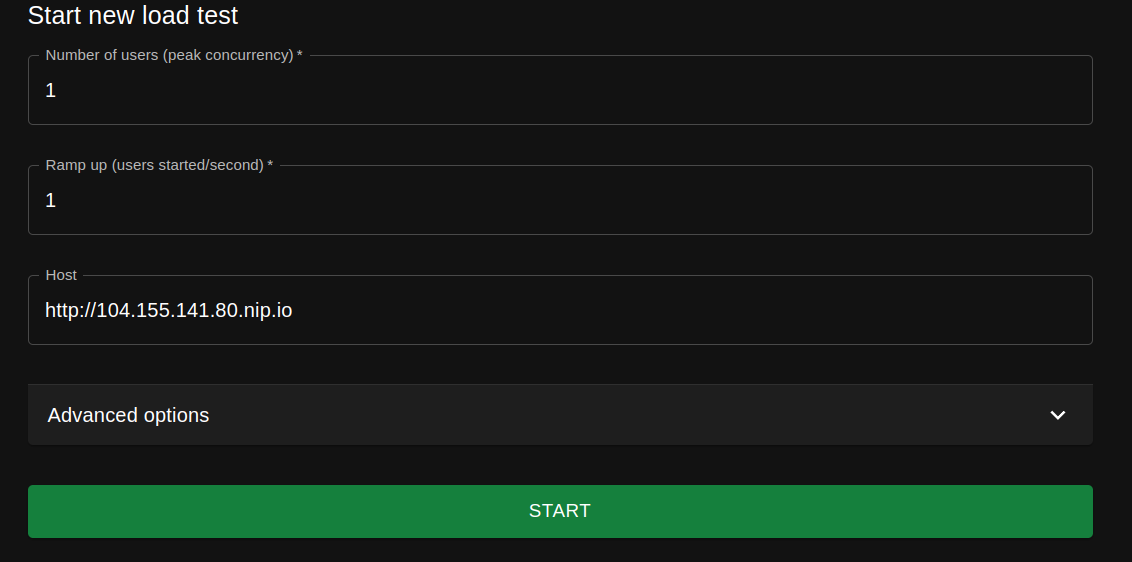 Start new load test
Number of users (peak concurrency) *
1
Ramp up (users started/second) *
1
Host
http://104.155.141.80.nip.io
Advanced options
START